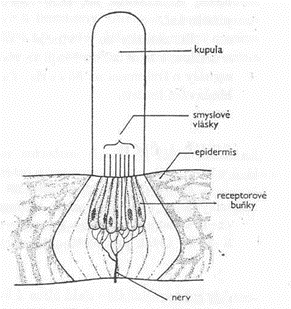 kupula
smyslové
vlásky
epidermis
receptorové
buňky
nerv